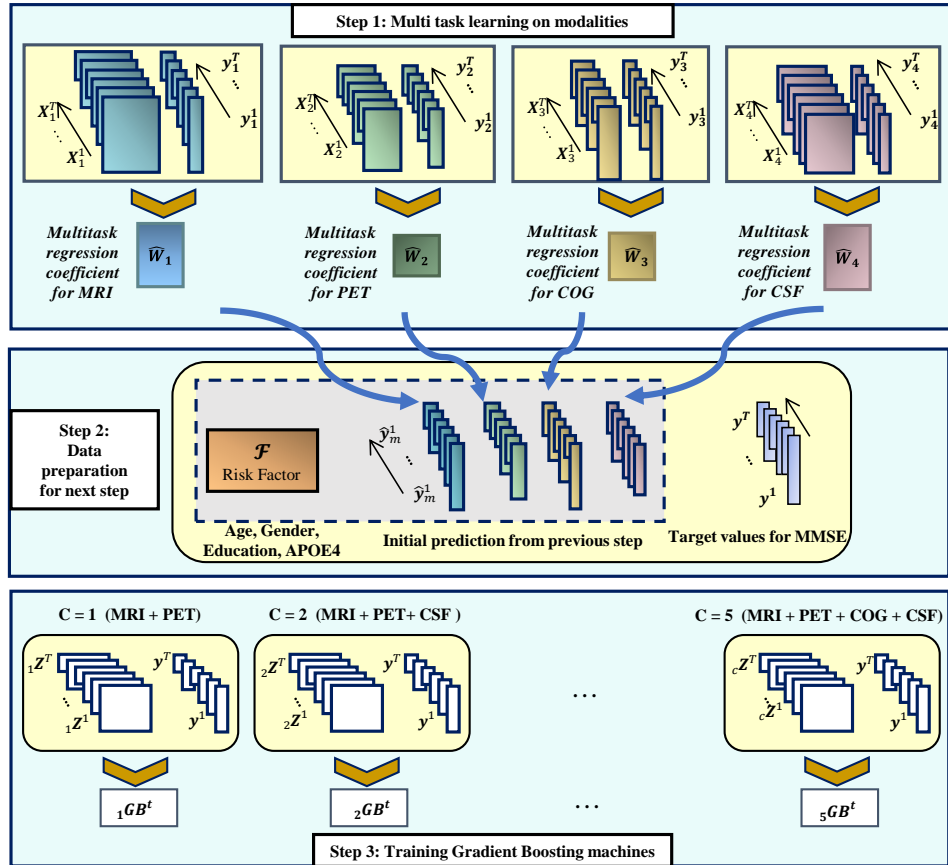 Step 1: Multi task learning on modalities
X₁ᵀ
⋮
X₁¹
y₁ᵀ
...
y₁¹
X₂ᵀ
...
X₂¹
y₂ᵀ
...
y₂¹
X₃ᵀ
...
X₃¹
y₃ᵀ
...
y₃¹
X₄ᵀ
...
X₄¹
y₄ᵀ
...
y₄¹
Multitask
regression
coefficient
for MRI
Ŵ₁
Multitask
regression
coefficient
for PET
Ŵ₂
Multitask
regression
coefficient
for COG
Ŵ₃
Multitask
regression
coefficient
for CSF
Ŵ₄
Step 2:
Data
preparation
for next step
ℱ
Risk Factor
Age, Gender,
Education, APOE4
ŷₘ¹
...
ŷₘ¹
Initial prediction from previous step
yᵀ
...
y¹
Target values for MMSE
C = 1 (MRI + PET)
₁Zᵀ
...
₁Z¹
yᵀ
...
y¹
₁GBᵗ
C = 2 (MRI + PET+ CSF)
₂Zᵀ
...
₂Z¹
yᵀ
...
y¹
₂GBᵗ
...
...
C = 5 (MRI + PET + COG + CSF)
cZᵀ
...
cZ¹
yᵀ
...
y¹
₅GBᵗ
Step 3: Training Gradient Boosting machines